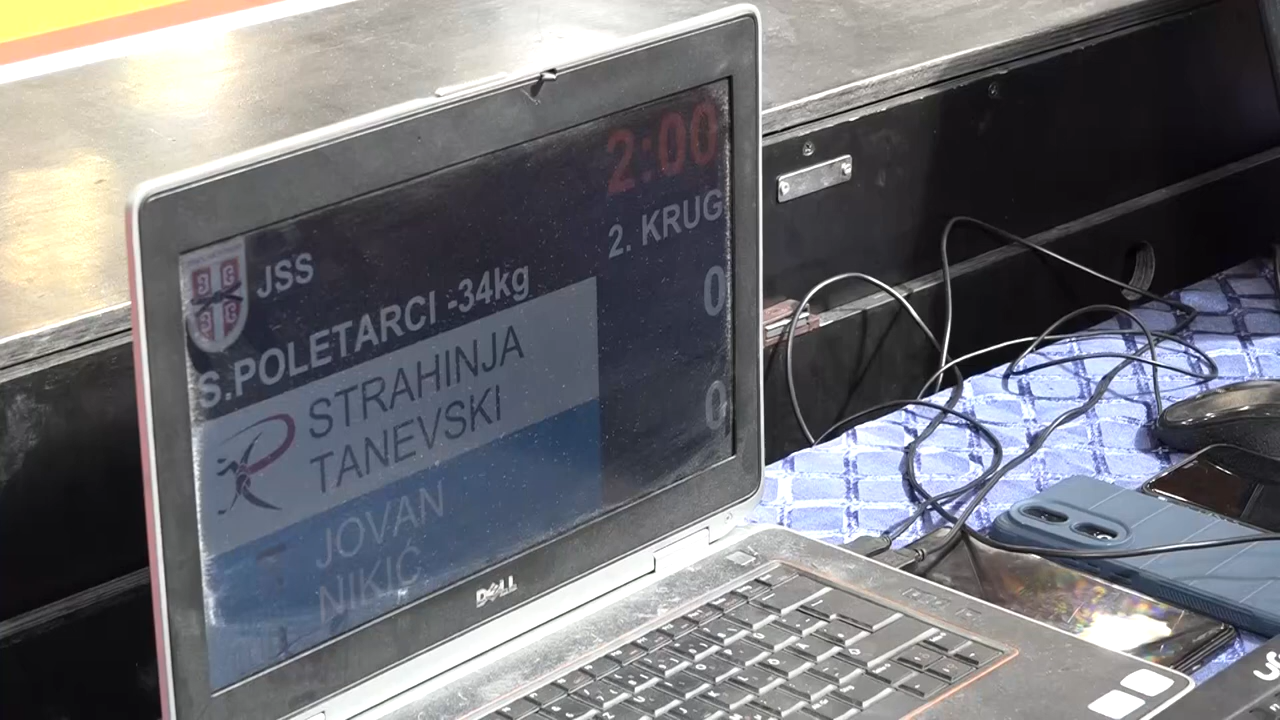 2:00
JSS
2. KRUG
S.POLETARCI -34kg
0
STRAHINJA
TANEVSKI
0
JOVAN
NIKIĆ
DELL